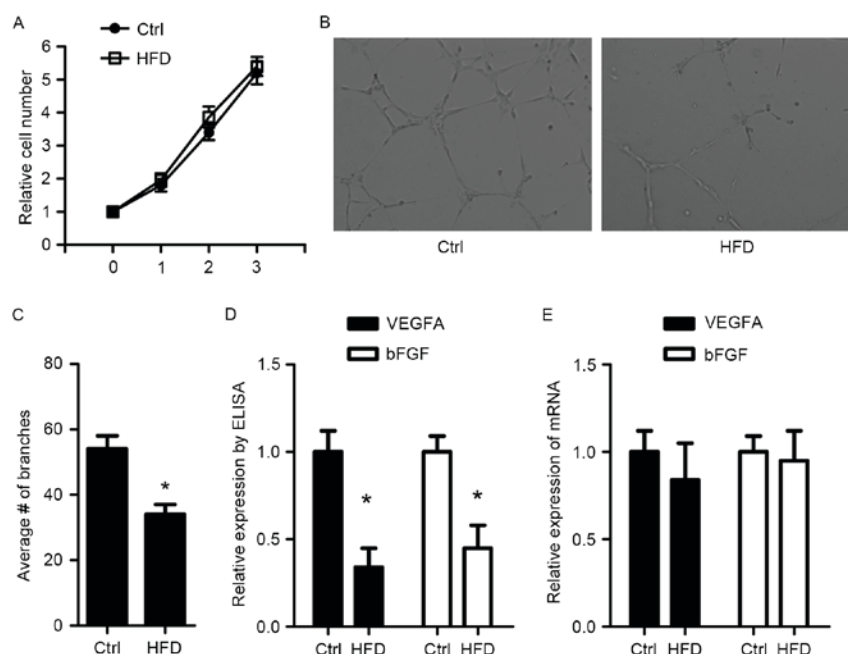 A
Ctrl
HFD
Relative cell number
6
5
4
3
2
1
0
0 1 2 3
B
Ctrl
HFD
C
Average # of branches
80
60
40
20
0
*
Ctrl HFD
D
VEGFA
bFGF
Relative expression by ELISA
1.5
1.0
0.5
0.0
* *
Ctrl HFD Ctrl HFD
E
VEGFA
bFGF
Relative expression of mRNA
1.5
1.0
0.5
0.0
Ctrl HFD Ctrl HFD